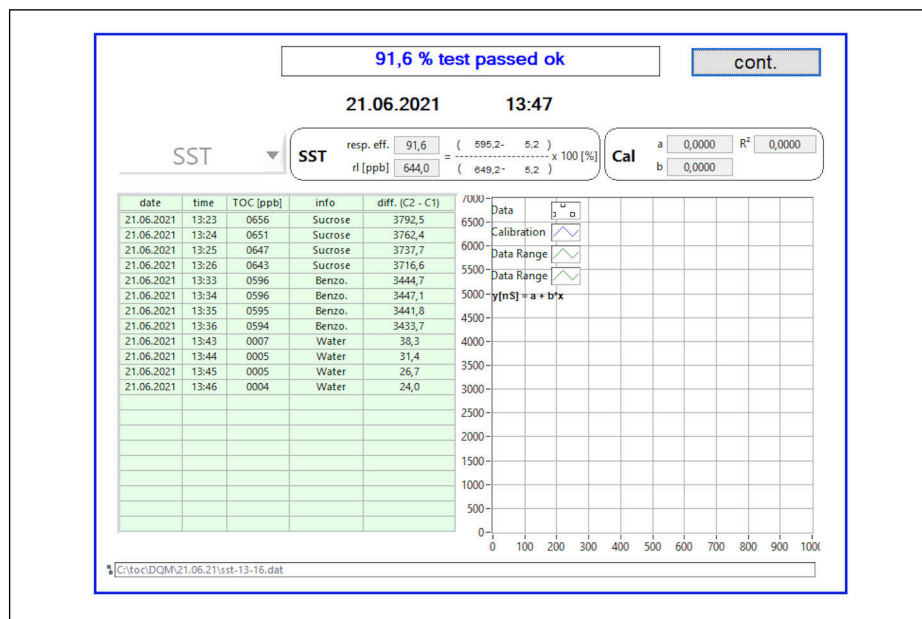 91,6 % test passed ok
cont.
21.06.2021 13:47
SST
SST resp. eff. 91,6 = ( 595,2- 5,2 ) x 100 [%]
rl [ppb] 644,0 ( 649,2- 5,2 )
Cal a 0,0000 R² 0,0000
b 0,0000
date time TOC [ppb] info diff. (C2 - C1)
21.06.2021 13:23 0656 Sucrose 3792,5
21.06.2021 13:24 0651 Sucrose 3762,4
21.06.2021 13:25 0647 Sucrose 3737,7
21.06.2021 13:26 0643 Sucrose 3716,6
21.06.2021 13:33 0596 Benzo. 3444,7
21.06.2021 13:34 0596 Benzo. 3447,1
21.06.2021 13:35 0595 Benzo. 3441,8
21.06.2021 13:36 0594 Benzo. 3433,7
21.06.2021 13:43 0007 Water 38,3
21.06.2021 13:44 0005 Water 31,4
21.06.2021 13:45 0005 Water 26,7
21.06.2021 13:46 0004 Water 24,0
7000
6500
6000
5500
5000
4500
4000
3500
3000
2500
2000
1500
1000
500
0
Data
Calibration
Data Range
Data Range
y[nS] = a + b*x
0 100 200 300 400 500 600 700 800 900 1000
C:\toc\DQM\21.06.21\sst-13-16.dat